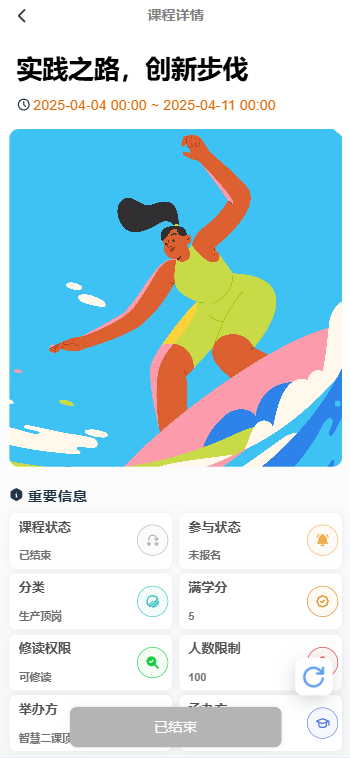 课程详情
实践之路，创新步伐
2025-04-04 00:00 ~ 2025-04-11 00:00
重要信息
课程状态
已结束
参与状态
未报名
分类
生产顶岗
满学分
5
修读权限
可修读
人数限制
100
举办方
智慧二课
已结束